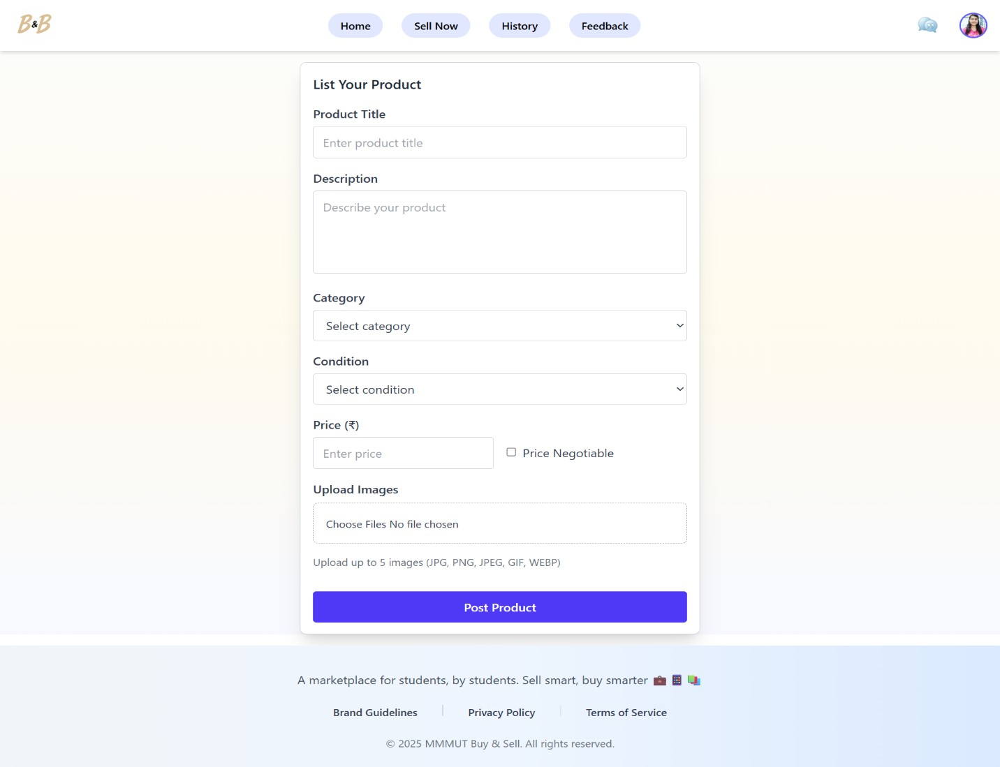 B&B
Home
Sell Now
History
Feedback
List Your Product
Product Title
Enter product title
Description
Describe your product
Category
Select category
Condition
Select condition
Price (₹)
Enter price
Price Negotiable
Upload Images
Choose Files No file chosen
Upload up to 5 images (JPG, PNG, JPEG, GIF, WEBP)
Post Product
A marketplace for students, by students. Sell smart, buy smarter 💼 🖩 📚
Brand Guidelines
Privacy Policy
Terms of Service
© 2025 MMMUT Buy & Sell. All rights reserved.